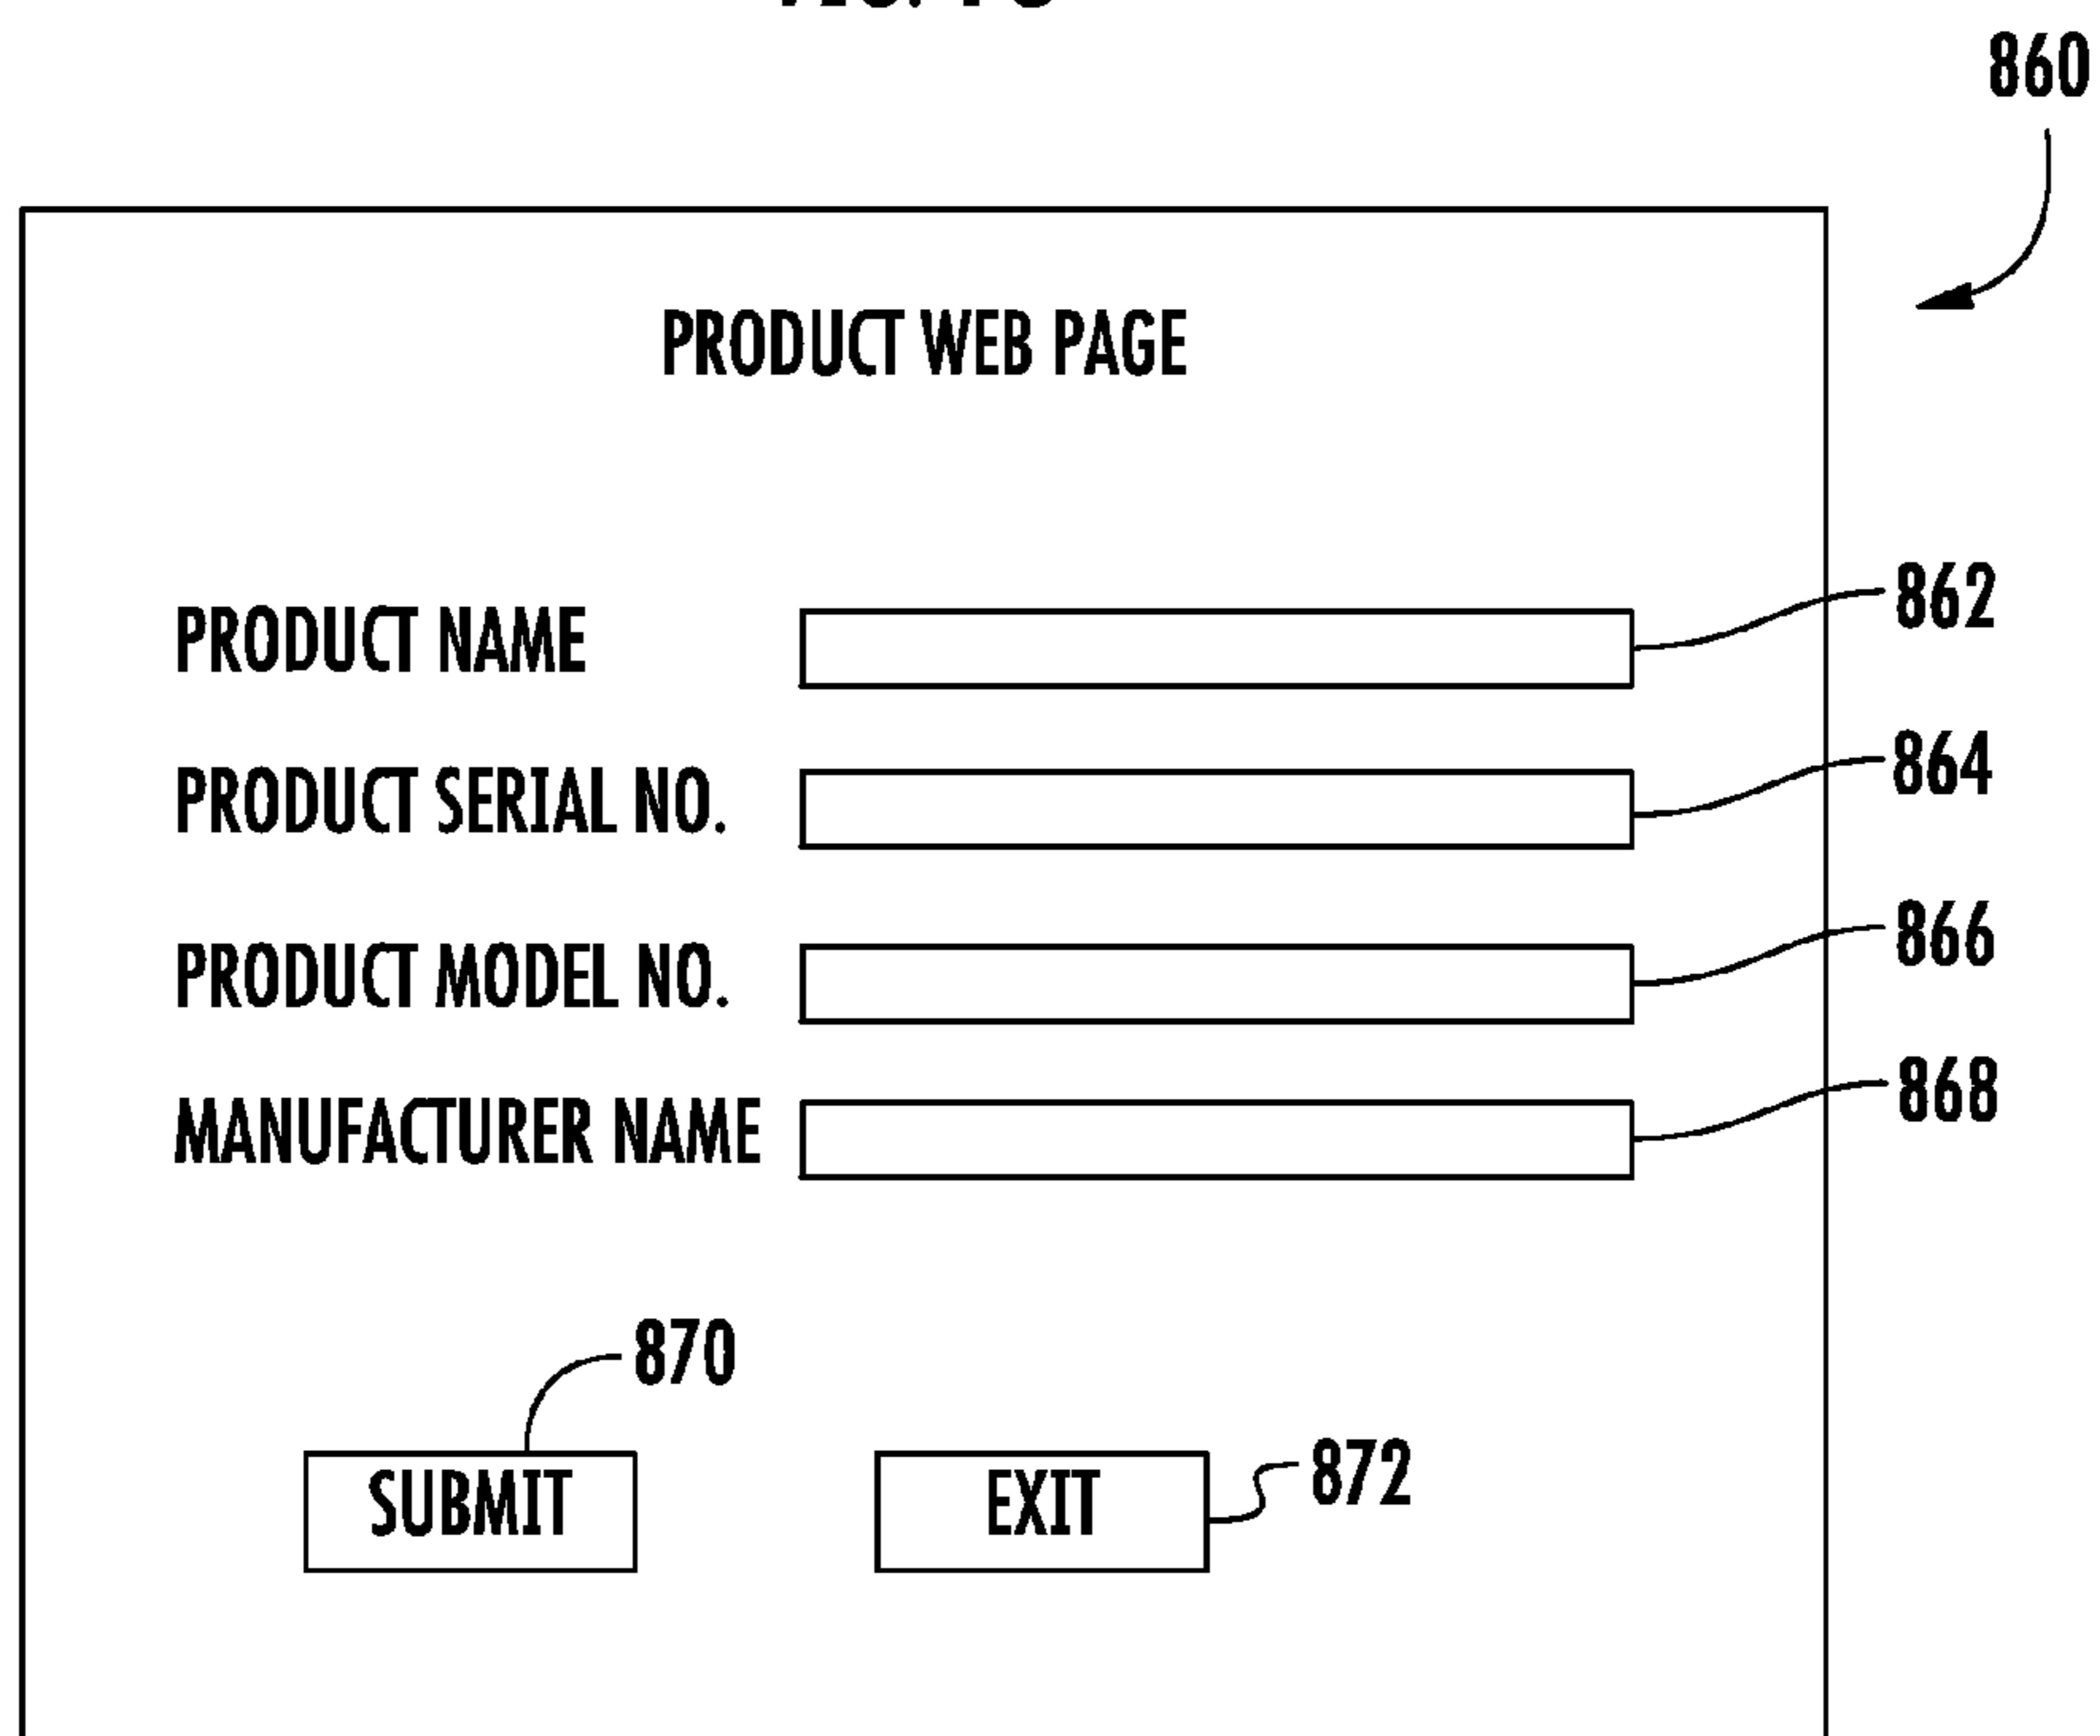 860
PRODUCT WEB PAGE
PRODUCT NAME 862
PRODUCT SERIAL NO. 864
PRODUCT MODEL NO. 866
MANUFACTURER NAME 868
870
SUBMIT EXIT 872